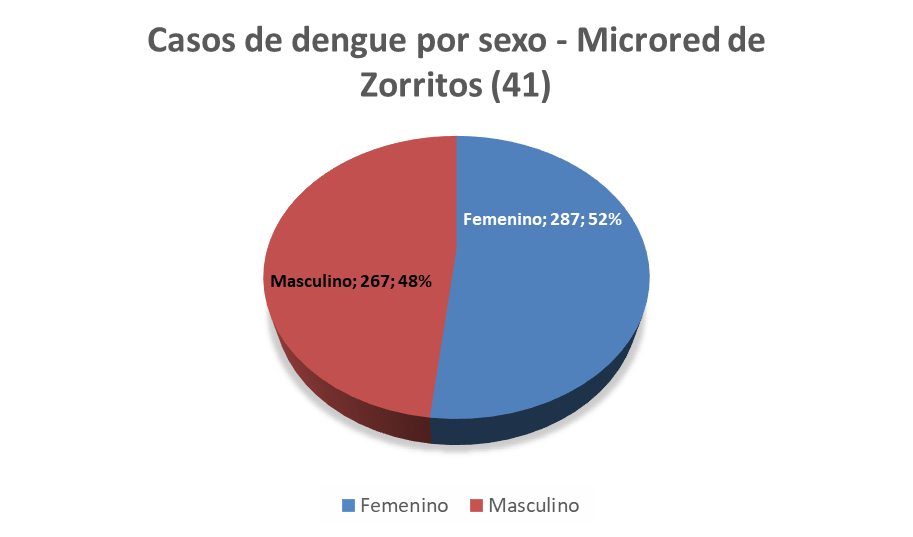 Casos de dengue por sexo - Microred de
Zorritos (41)
Femenino; 287; 52%
Masculino; 267; 48%
Femenino Masculino